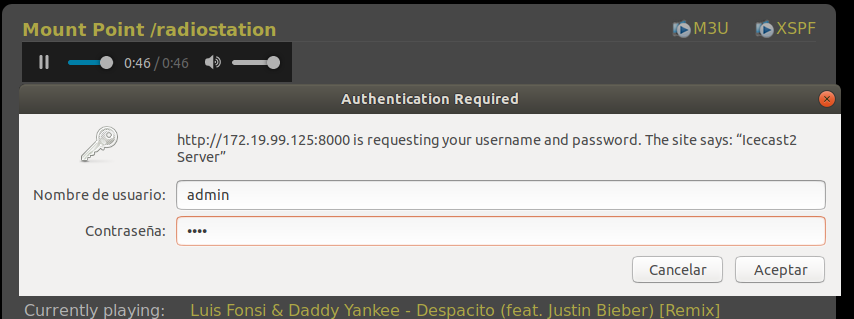 Mount Point /radiostation
M3U
XSPF
0:46 / 0:46
Authentication Required
http://172.19.99.125:8000 is requesting your username and password. The site says: “Icecast2
Server”
Nombre de usuario: admin
Contraseña: ••••
Cancelar
Aceptar
Currently playing: Luis Fonsi & Daddy Yankee - Despacito (feat. Justin Bieber) [Remix]